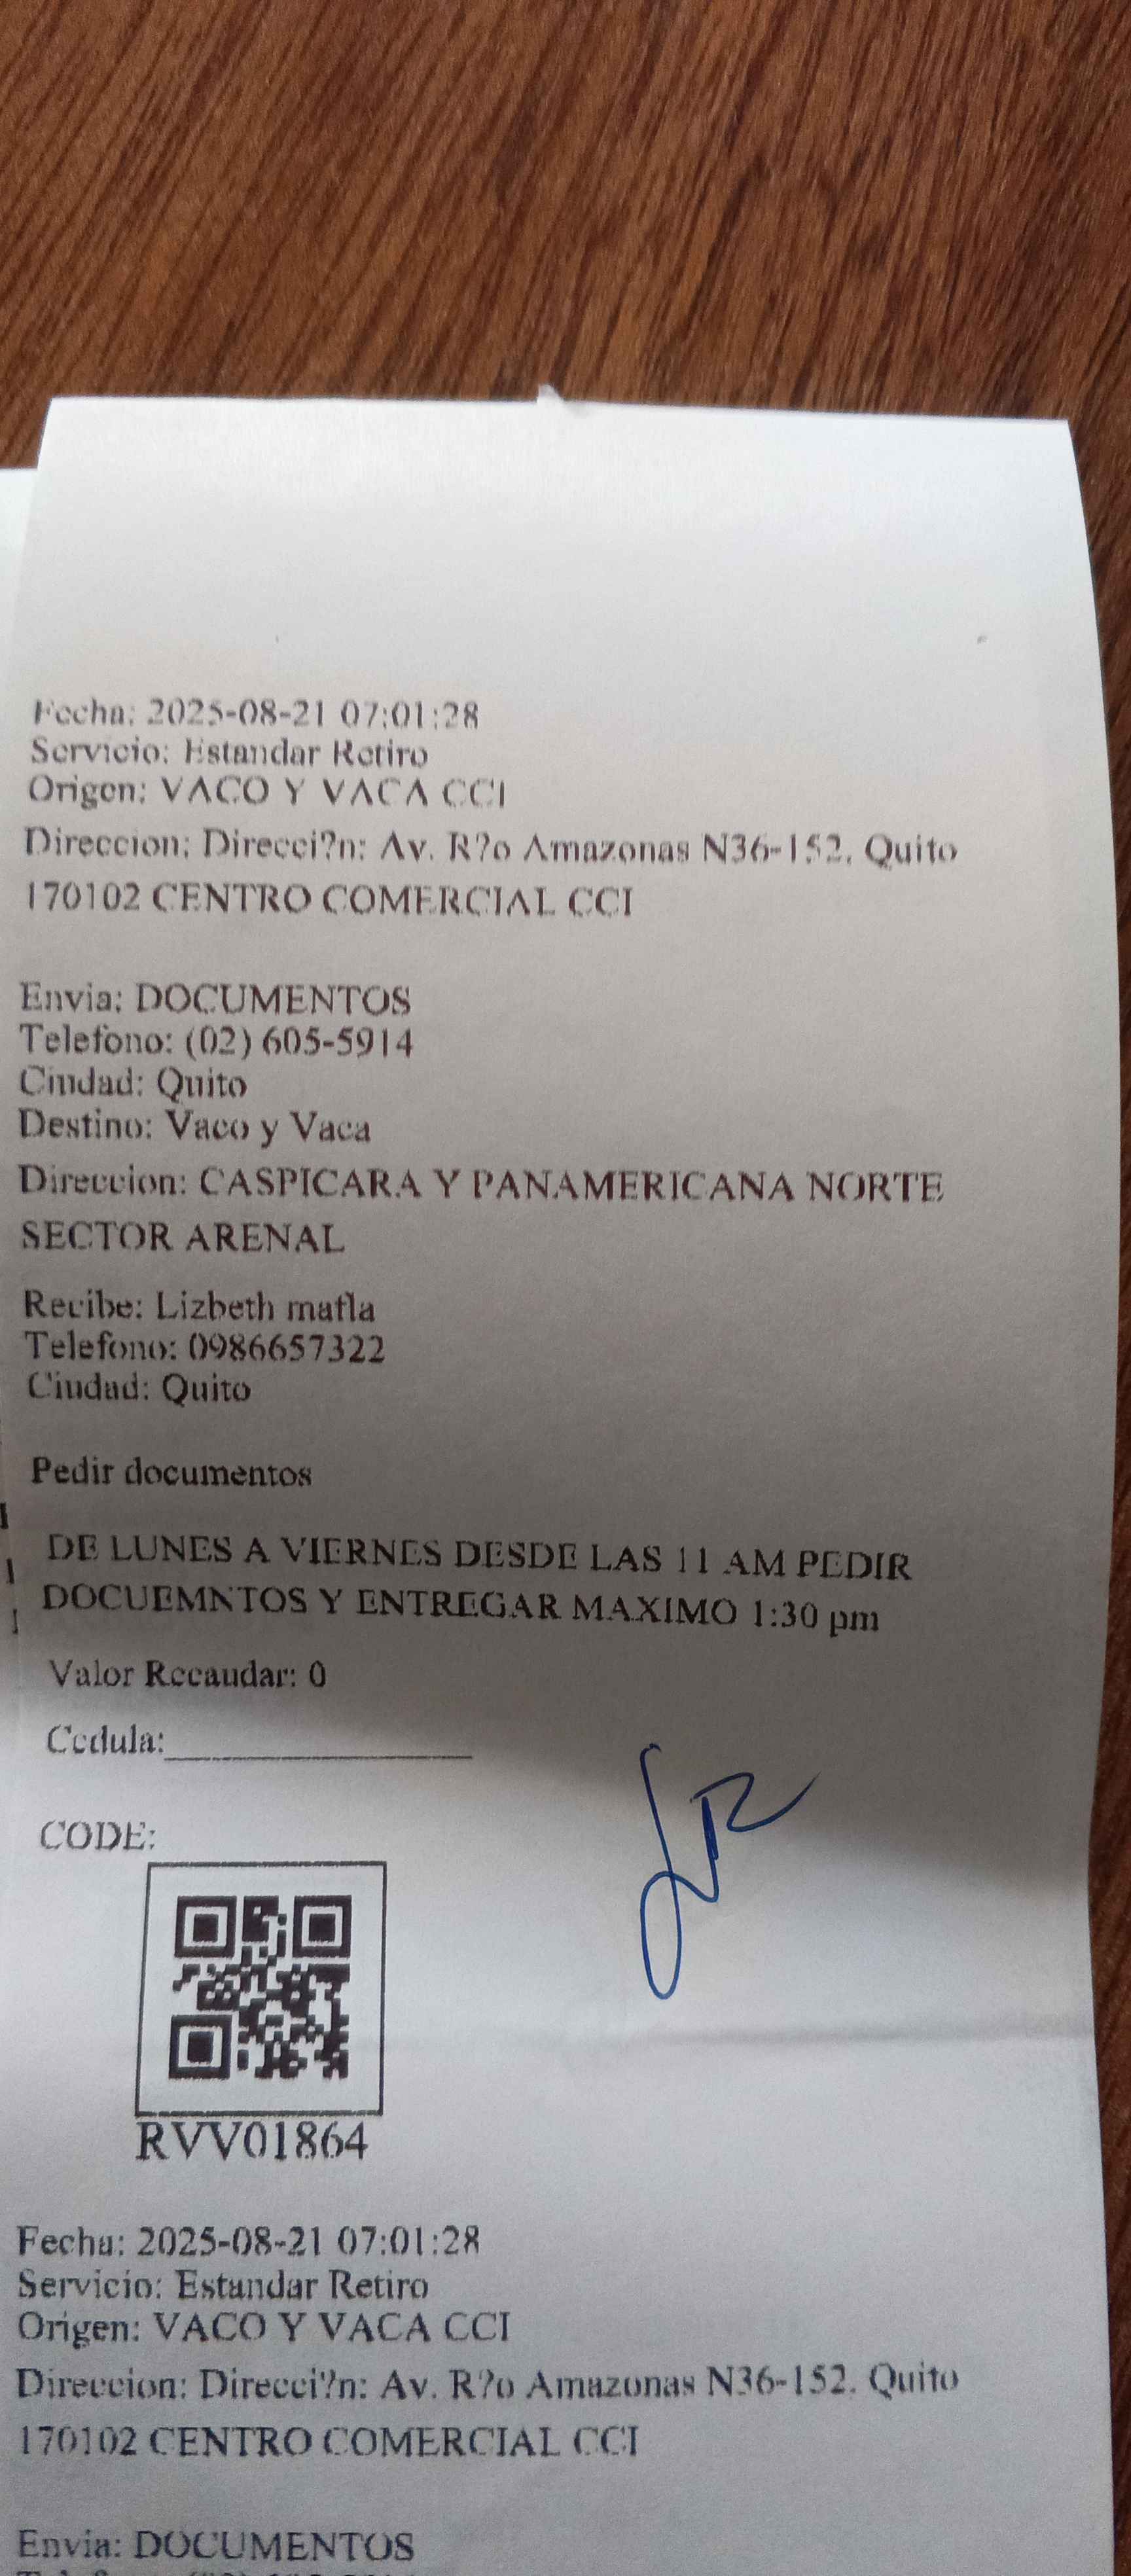 Fecha: 2025-08-21 07:01:28
Servicio: Estandar Retiro
Origen: VACO Y VACA CCI
Direccion: Direcci?n: Av. R?o Amazonas N36-152, Quito
170102 CENTRO COMERCIAL CCI
Envia: DOCUMENTOS
Telefono: (02) 605-5914
Ciudad: Quito
Destino: Vaco y Vaca
Direccion: CASPICARA Y PANAMERICANA NORTE
SECTOR ARENAL
Recibe: Lizbeth matla
Telefono: 0986657322
Ciudad: Quito
Pedir documentos
DE LUNES A VIERNES DESDE LAS 11 AM PEDIR
DOCUEMNTOS Y ENTREGAR MAXIMO 1:30 pm
Valor Recaudar: 0
Cedula:
CODE:
RVV01864
Fecha: 2025-08-21 07:01:28
Servicio: Estandar Retiro
Origen: VACO Y VACA CCI
Direccion: Direcci?n: Av. R?o Amazonas N36-152, Quito
170102 CENTRO COMERCIAL CCI
Envia: DOCUMENTOS